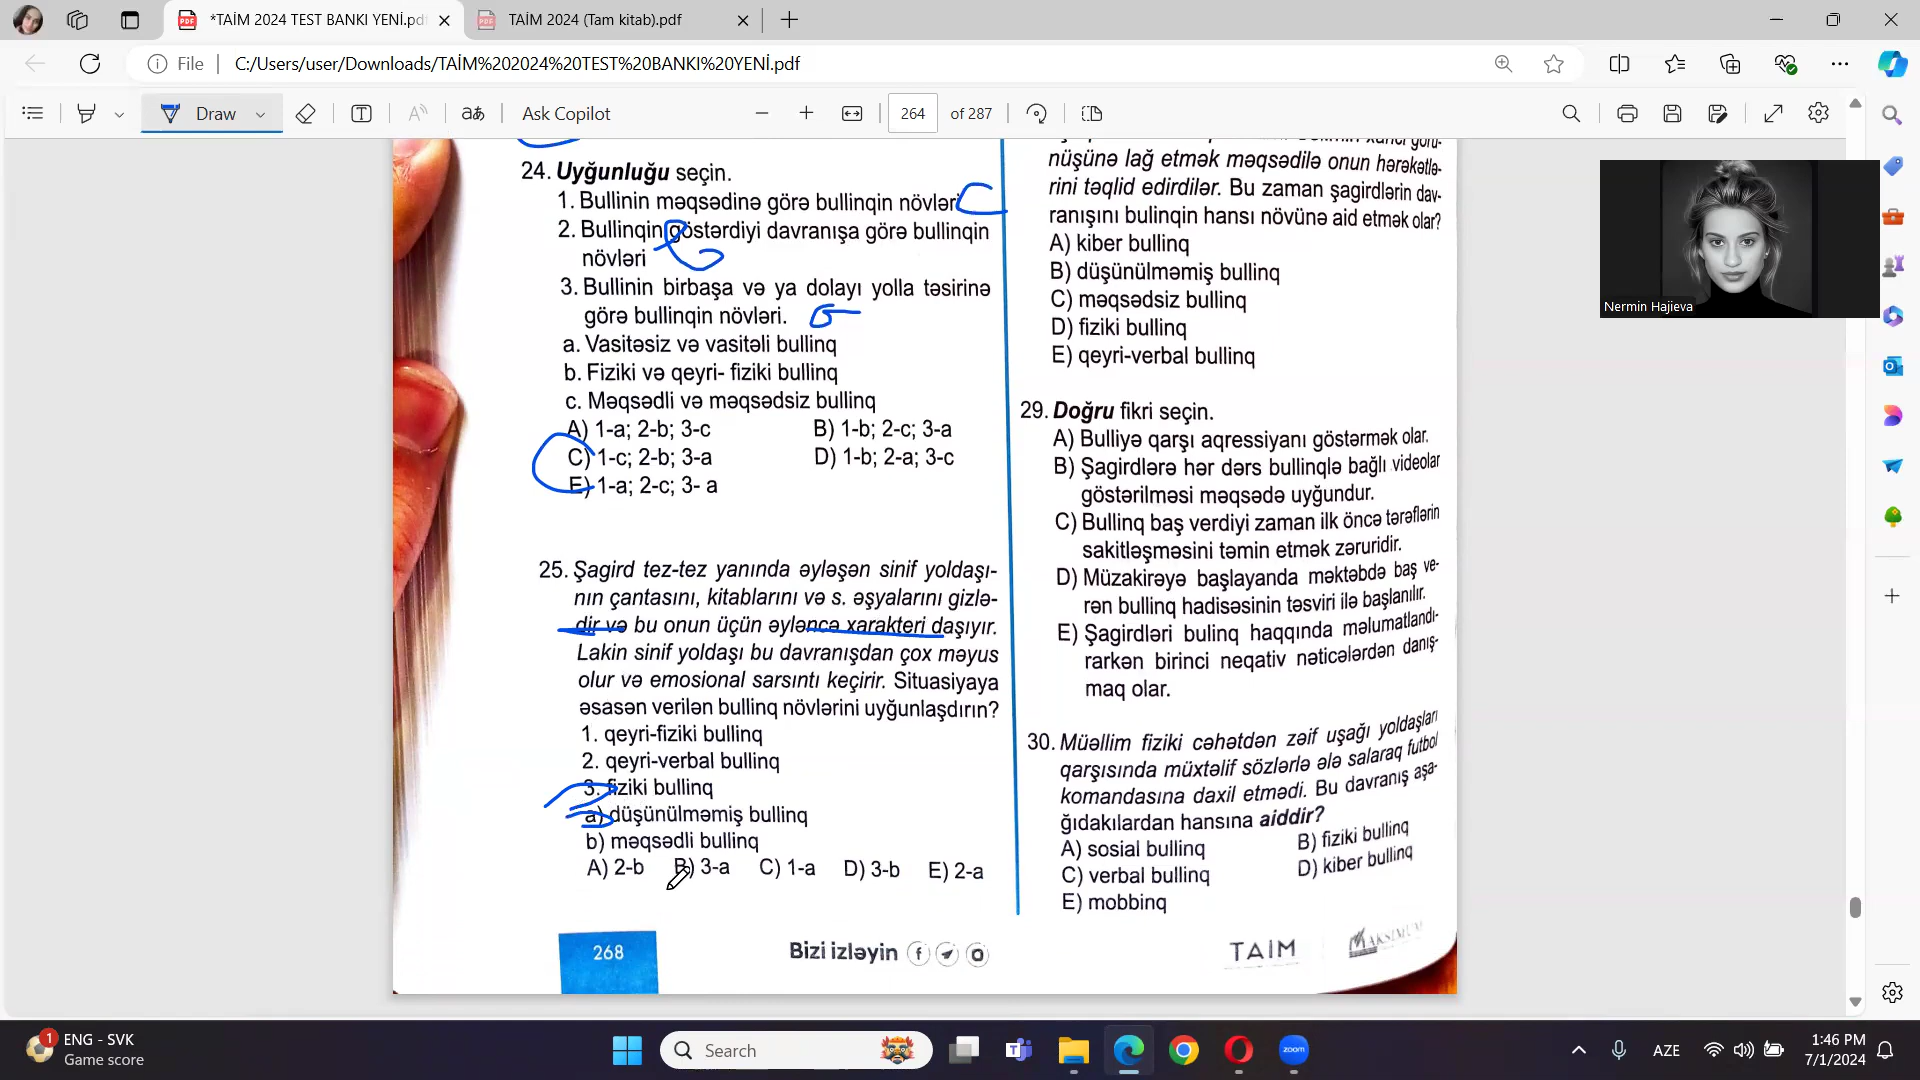 *TAİM 2024 TEST BANKI YENİ.pdf
TAİM 2024 (Tam kitab).pdf
File
C:/Users/user/Downloads/TAİM%202024%20TEST%20BANKI%20YENİ.pdf
Draw
aあ
Ask Copilot
264 of 287
24. Uyğunluğu seçin.
1. Bullinin məqsədinə görə bullinqin növləri
2. Bullinqin göstərdiyi davranışa görə bullinqin
növləri
3. Bullinin birbaşa və ya dolayı yolla təsirinə
görə bullinqin növləri.
a. Vasitəsiz və vasitəli bullinq
b. Fiziki və qeyri- fiziki bullinq
c. Məqsədli və məqsədsiz bullinq
A) 1-a; 2-b; 3-c B) 1-b; 2-c; 3-a
C) 1-c; 2-b; 3-a D) 1-b; 2-a; 3-c
E) 1-a; 2-c; 3- a
25. Şagird tez-tez yanında əyləşən sinif yoldaşı-
nın çantasını, kitablarını və s. əşyalarını gizlə-
dir və bu onun üçün əyləncə xarakteri daşıyır.
Lakin sinif yoldaşı bu davranışdan çox məyus
olur və emosional sarsıntı keçirir. Situasiyaya
əsasən verilən bullinq növlərini uyğunlaşdırın?
1. qeyri-fiziki bullinq
2. qeyri-verbal bullinq
3. fiziki bullinq
a) düşünülməmiş bullinq
b) məqsədli bullinq
A) 2-b B) 3-a C) 1-a D) 3-b E) 2-a
268
Bizi izləyin
nüşünə lağ etmək məqsədilə onun hərəkətlə-
rini təqlid edirdilər. Bu zaman şagirdlərin dav-
ranışını bulinqin hansı növünə aid etmək olar?
A) kiber bullinq
B) düşünülməmiş bullinq
C) məqsədsiz bullinq
D) fiziki bullinq
E) qeyri-verbal bullinq
29. Doğru fikri seçin.
A) Bulliyə qarşı aqressiyanı göstərmək olar.
B) Şagirdlərə hər dərs bullinqlə bağlı videolar
göstərilməsi məqsədə uyğundur.
C) Bullinq baş verdiyi zaman ilk öncə tərəflərin
sakitləşməsini təmin etmək zəruridir.
D) Müzakirəyə başlayanda məktəbdə baş ve-
rən bullinq hadisəsinin təsviri ilə başlanılır.
E) Şagirdləri bulinq haqqında məlumatlandı-
rarkən birinci neqativ nəticələrdən danış-
maq olar.
30. Müəllim fiziki cəhətdən zəif uşağı yoldaşları
qarşısında müxtəlif sözlərlə ələ salaraq futbol
komandasına daxil etmədi. Bu davranış aşa-
ğıdakılardan hansına aiddir?
A) sosial bullinq B) fiziki bullinq
C) verbal bullinq D) kiber bullinq
E) mobbinq
TAİM
MAKSIMUM
Nermin Hajieva
1
ENG - SVK
Game score
Search
zoom
AZE
1:46 PM
7/1/2024